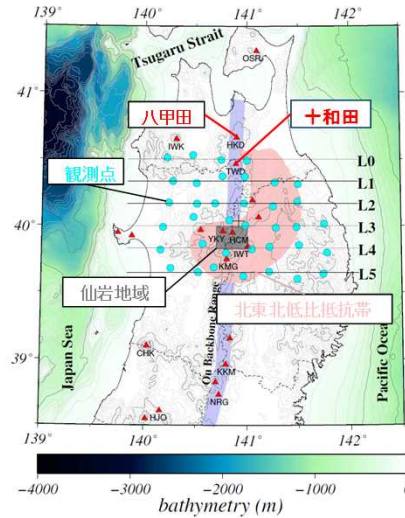 139° 140° 141° 142°
Tsugaru Strait
OSR
41°
八甲田
十和田
IWK
HKD
TWD
L0
観測点
L1
L2
40°
L3
YKY
HCM
L4
IWT
KMG
L5
仙岩地域
北東北低比抵抗帯
Japan Sea
Ou Backbone Range
Pacific Ocean
CHK
KKM
39°
NRG
HJO
139° 140° 141° 142°
−4000 −3000 −2000 −1000 0
bathymetry (m)